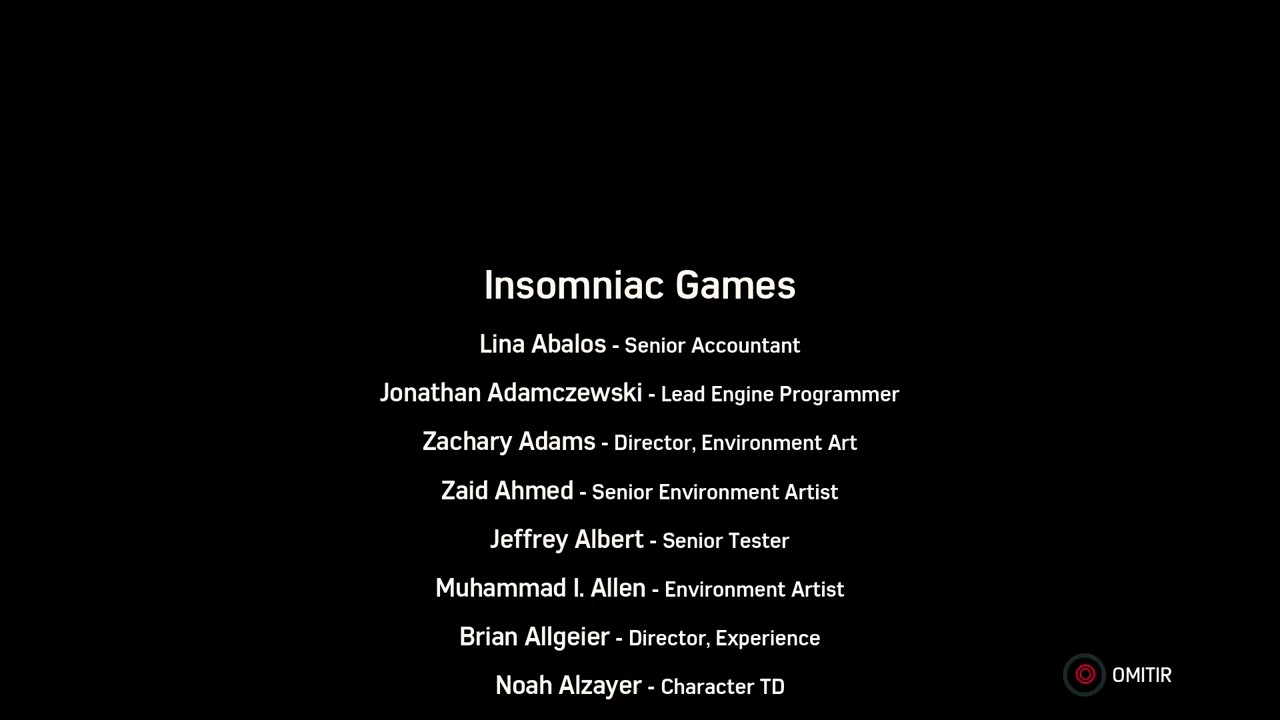 Insomniac Games
Lina Abalos - Senior Accountant
Jonathan Adamczewski - Lead Engine Programmer
Zachary Adams - Director, Environment Art
Zaid Ahmed - Senior Environment Artist
Jeffrey Albert - Senior Tester
Muhammad I. Allen - Environment Artist
Brian Allgeier - Director, Experience
Noah Alzayer - Character TD
OMITIR